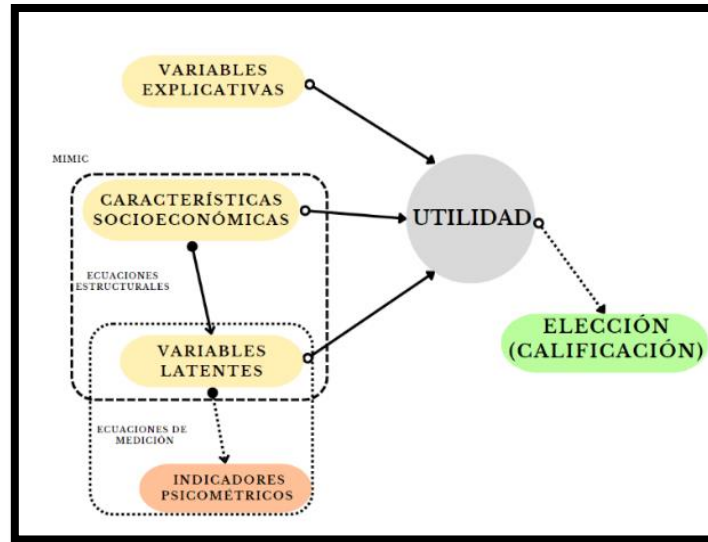 VARIABLES
EXPLICATIVAS
MIMIC
CARACTERÍSTICAS
SOCIOECONÓMICAS
UTILIDAD
ECUACIONES
ESTRUCTURALES
ELECCIÓN
(CALIFICACIÓN)
VARIABLES
LATENTES
ECUACIONES DE
MEDICIÓN
INDICADORES
PSICOMÉTRICOS